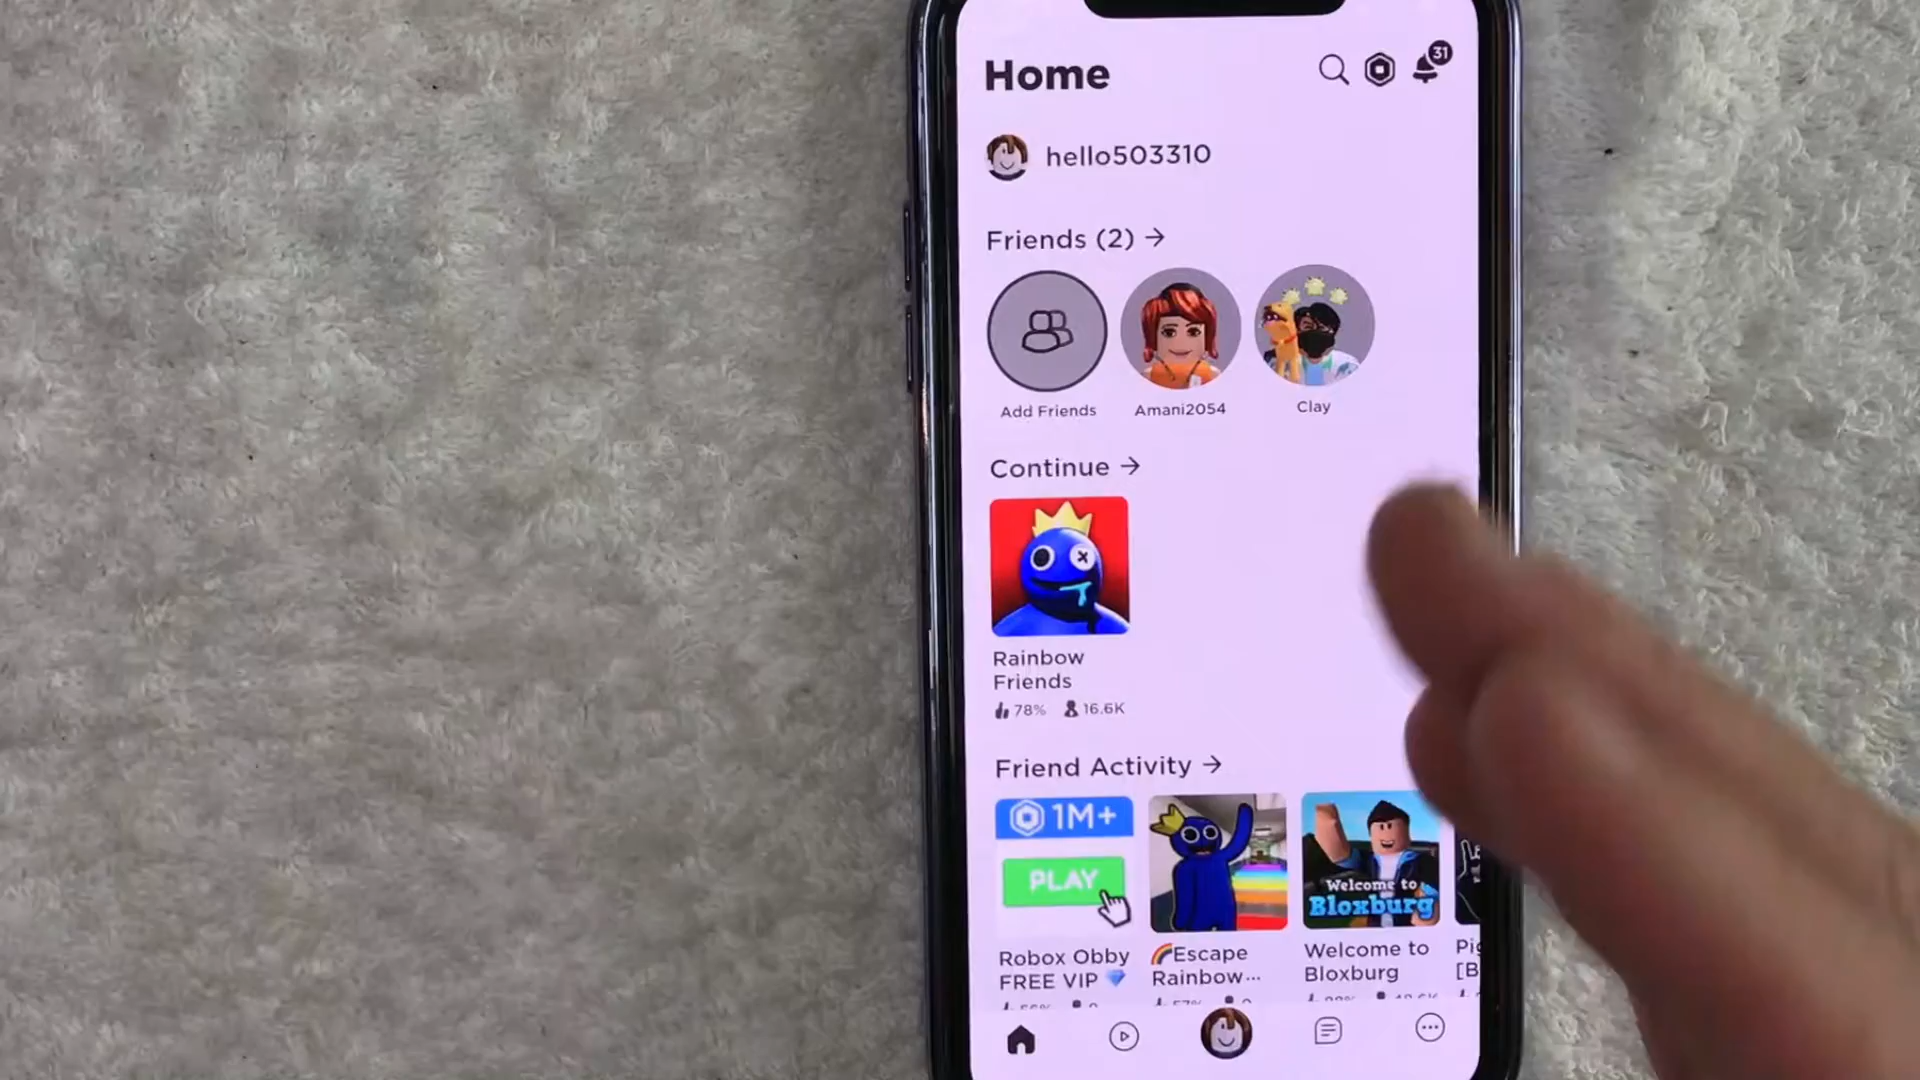 Home
31
hello503310
Friends (2) →
Add Friends
Amani2054
Clay
Continue →
Rainbow
Friends
78% 16.6K
Friend Activity →
1M+
PLAY
Welcome to
Bloxburg
Robox Obby
FREE VIP
Escape
Rainbow...
Welcome to
Bloxburg